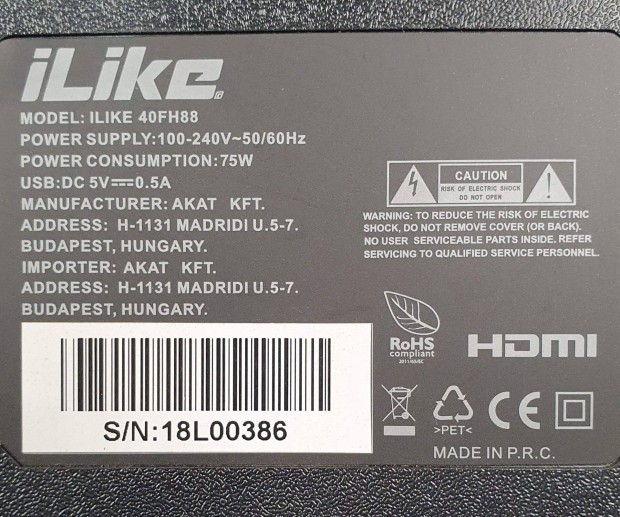 iLike
MODEL: ILIKE 40FH88
POWER SUPPLY:100-240V~50/60Hz
POWER CONSUMPTION:75W
USB:DC 5V⎓0.5A
MANUFACTURER: AKAT KFT.
ADDRESS: H-1131 MADRIDI U.5-7.
BUDAPEST, HUNGARY.
IMPORTER: AKAT KFT.
ADDRESS: H-1131 MADRIDI U.5-7.
BUDAPEST, HUNGARY.
S/N:18L00386
CAUTION
RISK OF ELECTRIC SHOCK
DO NOT OPEN
WARNING: TO REDUCE THE RISK OF ELECTRIC
SHOCK, DO NOT REMOVE COVER (OR BACK).
NO USER SERVICEABLE PARTS INSIDE. REFER
SERVICING TO QUALIFIED SERVICE PERSONNEL.
RoHS
compliant
2011/65/EC
HDMI
>PET<
CE
MADE IN P.R.C.